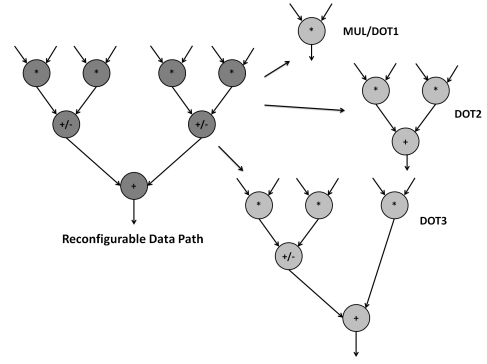 *
MUL/DOT1
* * * *
* *
+/- +/-
DOT2
+
+
* * *
DOT3
Reconfigurable Data Path
+/-
+